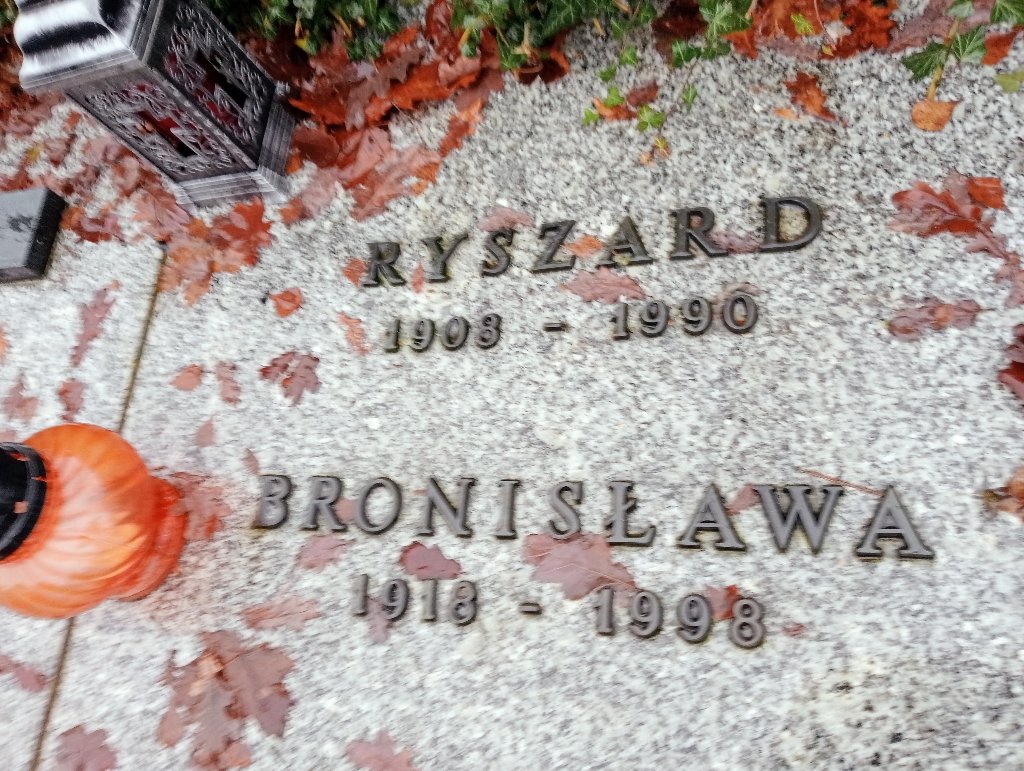 RYSZARD
1908 - 1990
BRONISŁAWA
1918 - 1998